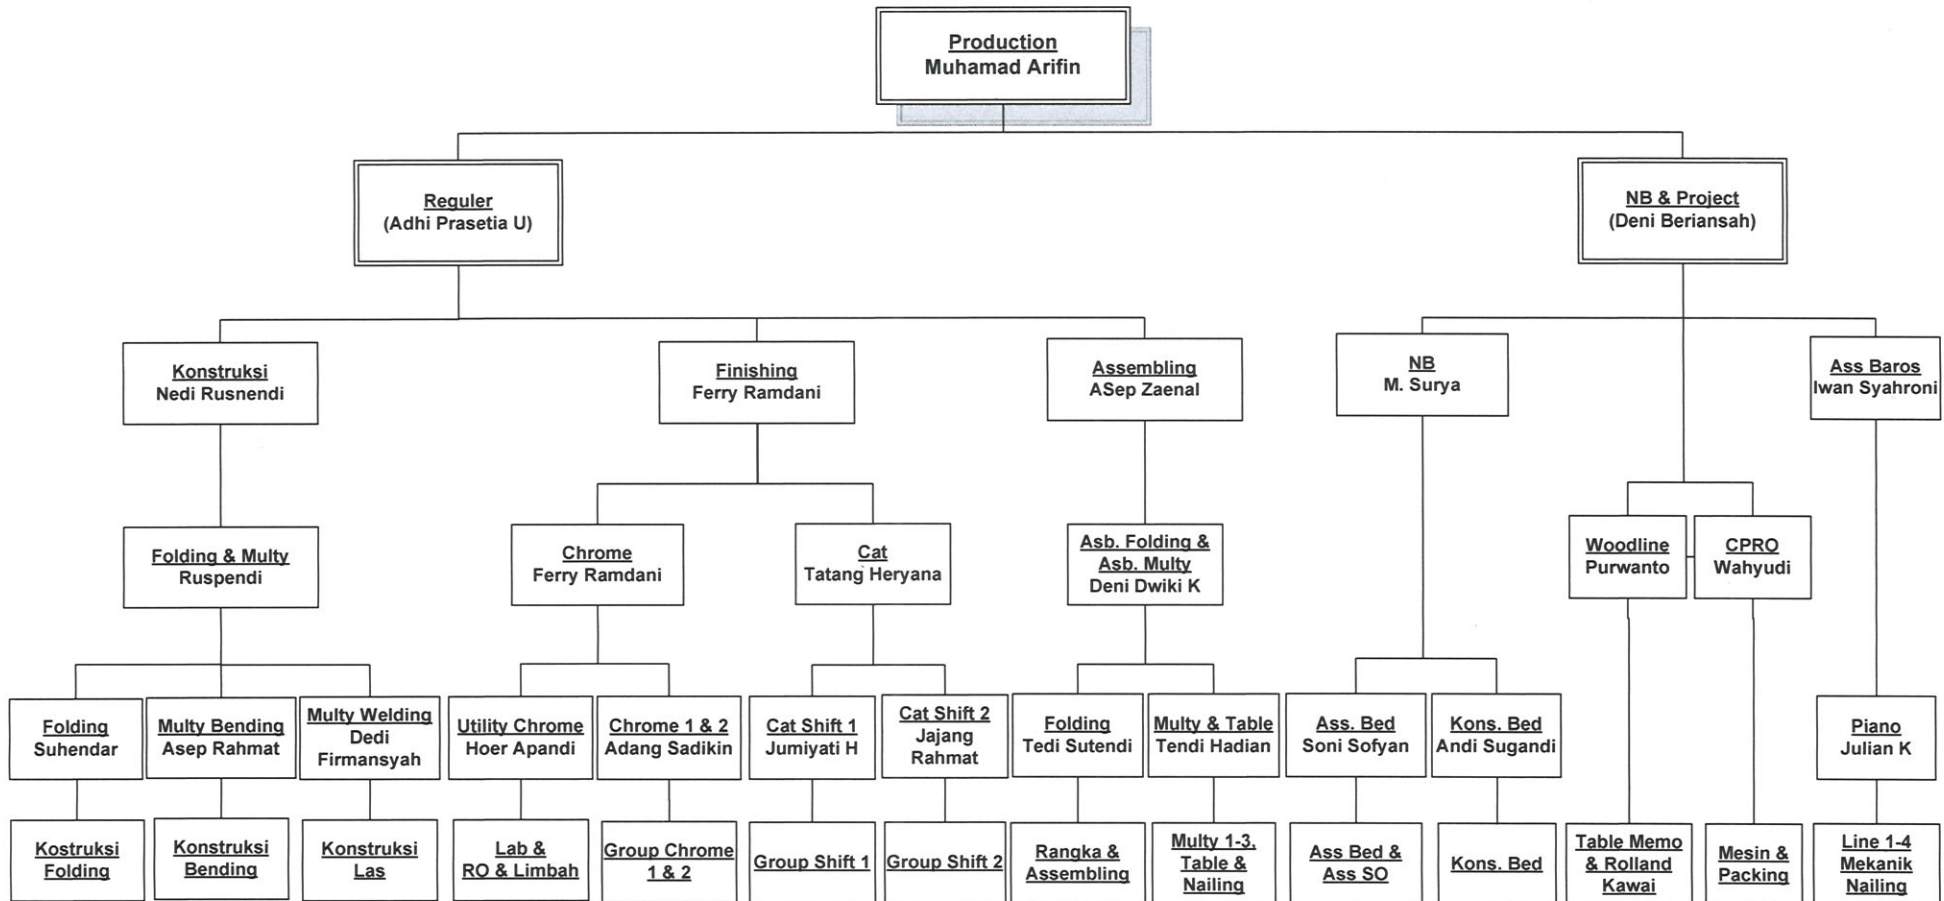 Production
Muhamad Arifin
Reguler
(Adhi Prasetia U)
NB & Project
(Deni Beriansah)
Konstruksi
Nedi Rusnendi
Finishing
Ferry Ramdani
Assembling
ASep Zaenal
NB
M. Surya
Ass Baros
Iwan Syahroni
Folding & Multy
Ruspendi
Chrome
Ferry Ramdani
Cat
Tatang Heryana
Asb. Folding &
Asb. Multy
Deni Dwiki K
Woodline
Purwanto
CPRO
Wahyudi
Folding
Suhendar
Multy Bending
Asep Rahmat
Multy Welding
Dedi
Firmansyah
Utility Chrome
Hoer Apandi
Chrome 1 & 2
Adang Sadikin
Cat Shift 1
Jumiyati H
Cat Shift 2
Jajang
Rahmat
Folding
Tedi Sutendi
Multy & Table
Tendi Hadian
Ass. Bed
Soni Sofyan
Kons. Bed
Andi Sugandi
Piano
Julian K
Kostruksi
Folding
Konstruksi
Bending
Konstruksi
Las
Lab &
RO & Limbah
Group Chrome
1 & 2
Group Shift 1
Group Shift 2
Rangka &
Assembling
Multy 1-3,
Table &
Nailing
Ass Bed &
Ass SO
Kons. Bed
Table Memo
& Rolland
Kawai
Mesin &
Packing
Line 1-4
Mekanik
Nailing